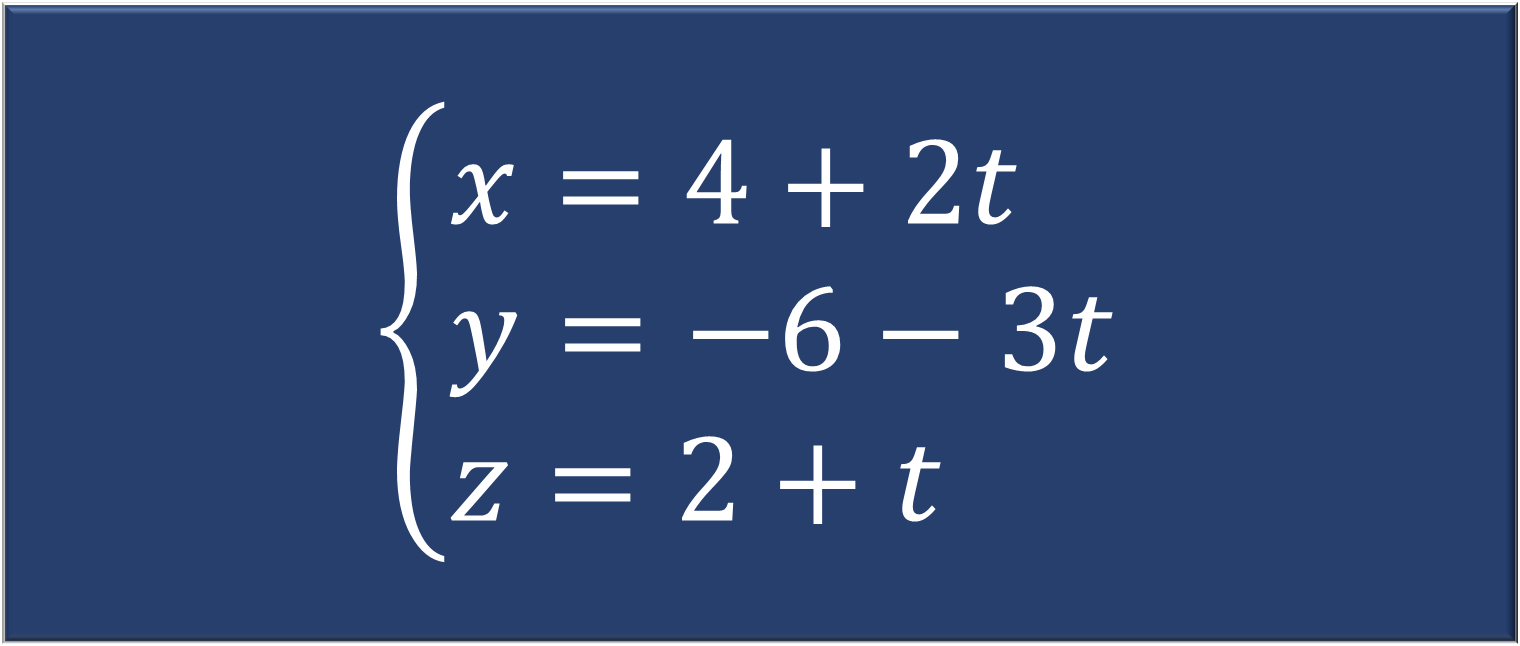 x = 4 + 2t
y = −6 − 3t
z = 2 + t